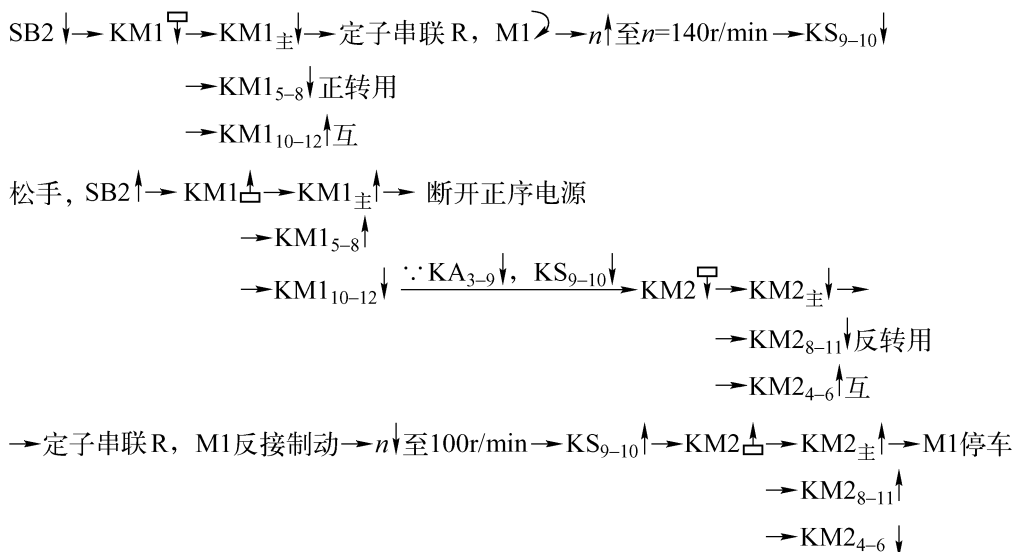 SB2↓→KM1↓→KM1主↓→定子串联R，M1→n↑至n=140r/min→KS9–10↓
→KM15–8↓正转用
→KM110–12↑互
松手，SB2↑→KM1↑→KM1主↑→断开正序电源
→KM15–8↑
→KM110–12↓ ∵KA3–9↓，KS9–10↓→KM2↓→KM2主↓→
→KM28–11↓反转用
→KM24–6↑互
→定子串联R，M1反接制动→n↓至100r/min→KS9–10↑→KM2↑→KM2主↑→M1停车
→KM28–11↑
→KM24–6↓